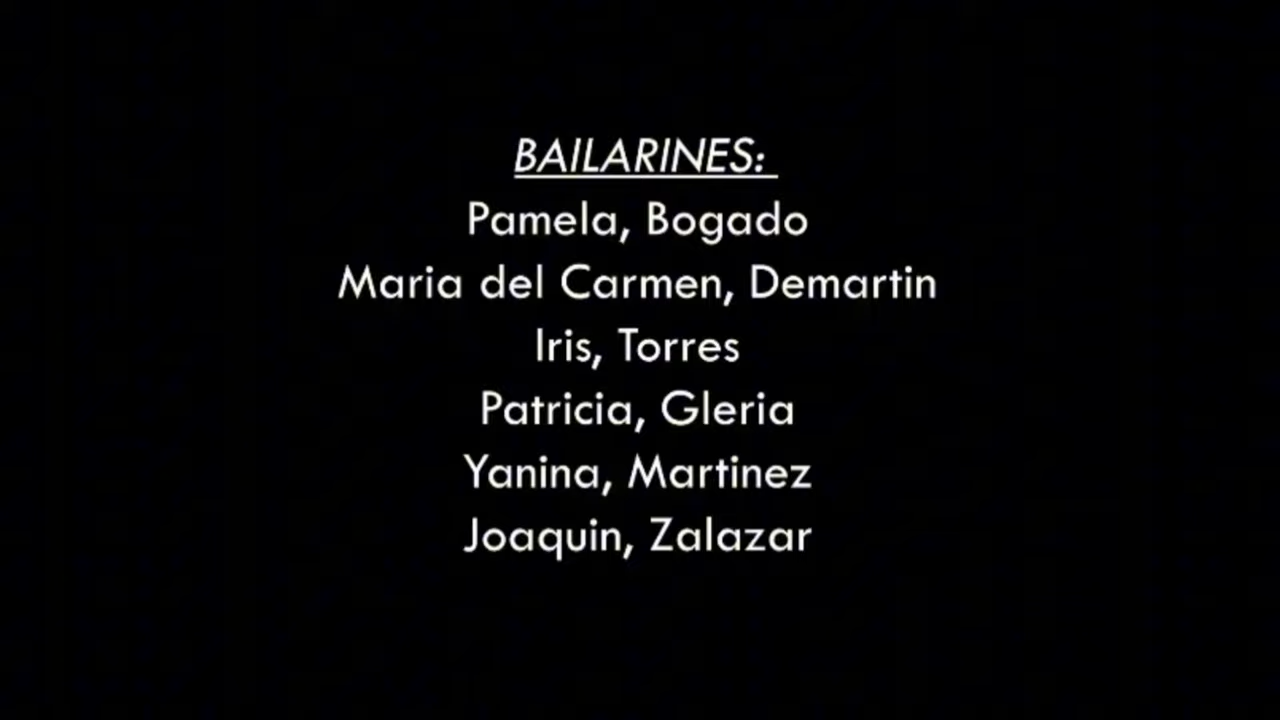 BAILARINES:
Pamela, Bogado
Maria del Carmen, Demartin
Iris, Torres
Patricia, Gleria
Yanina, Martinez
Joaquin, Zalazar